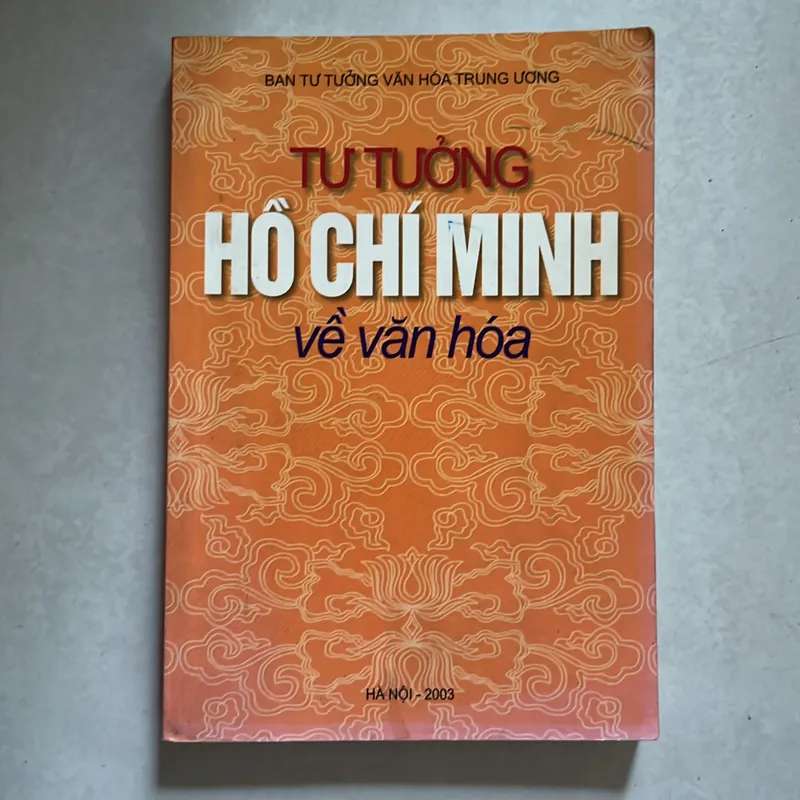 BAN TƯ TƯỞNG VĂN HÓA TRUNG ƯƠNG
TƯ TƯỞNG
HỒ CHÍ MINH
về văn hóa
HÀ NỘI - 2003